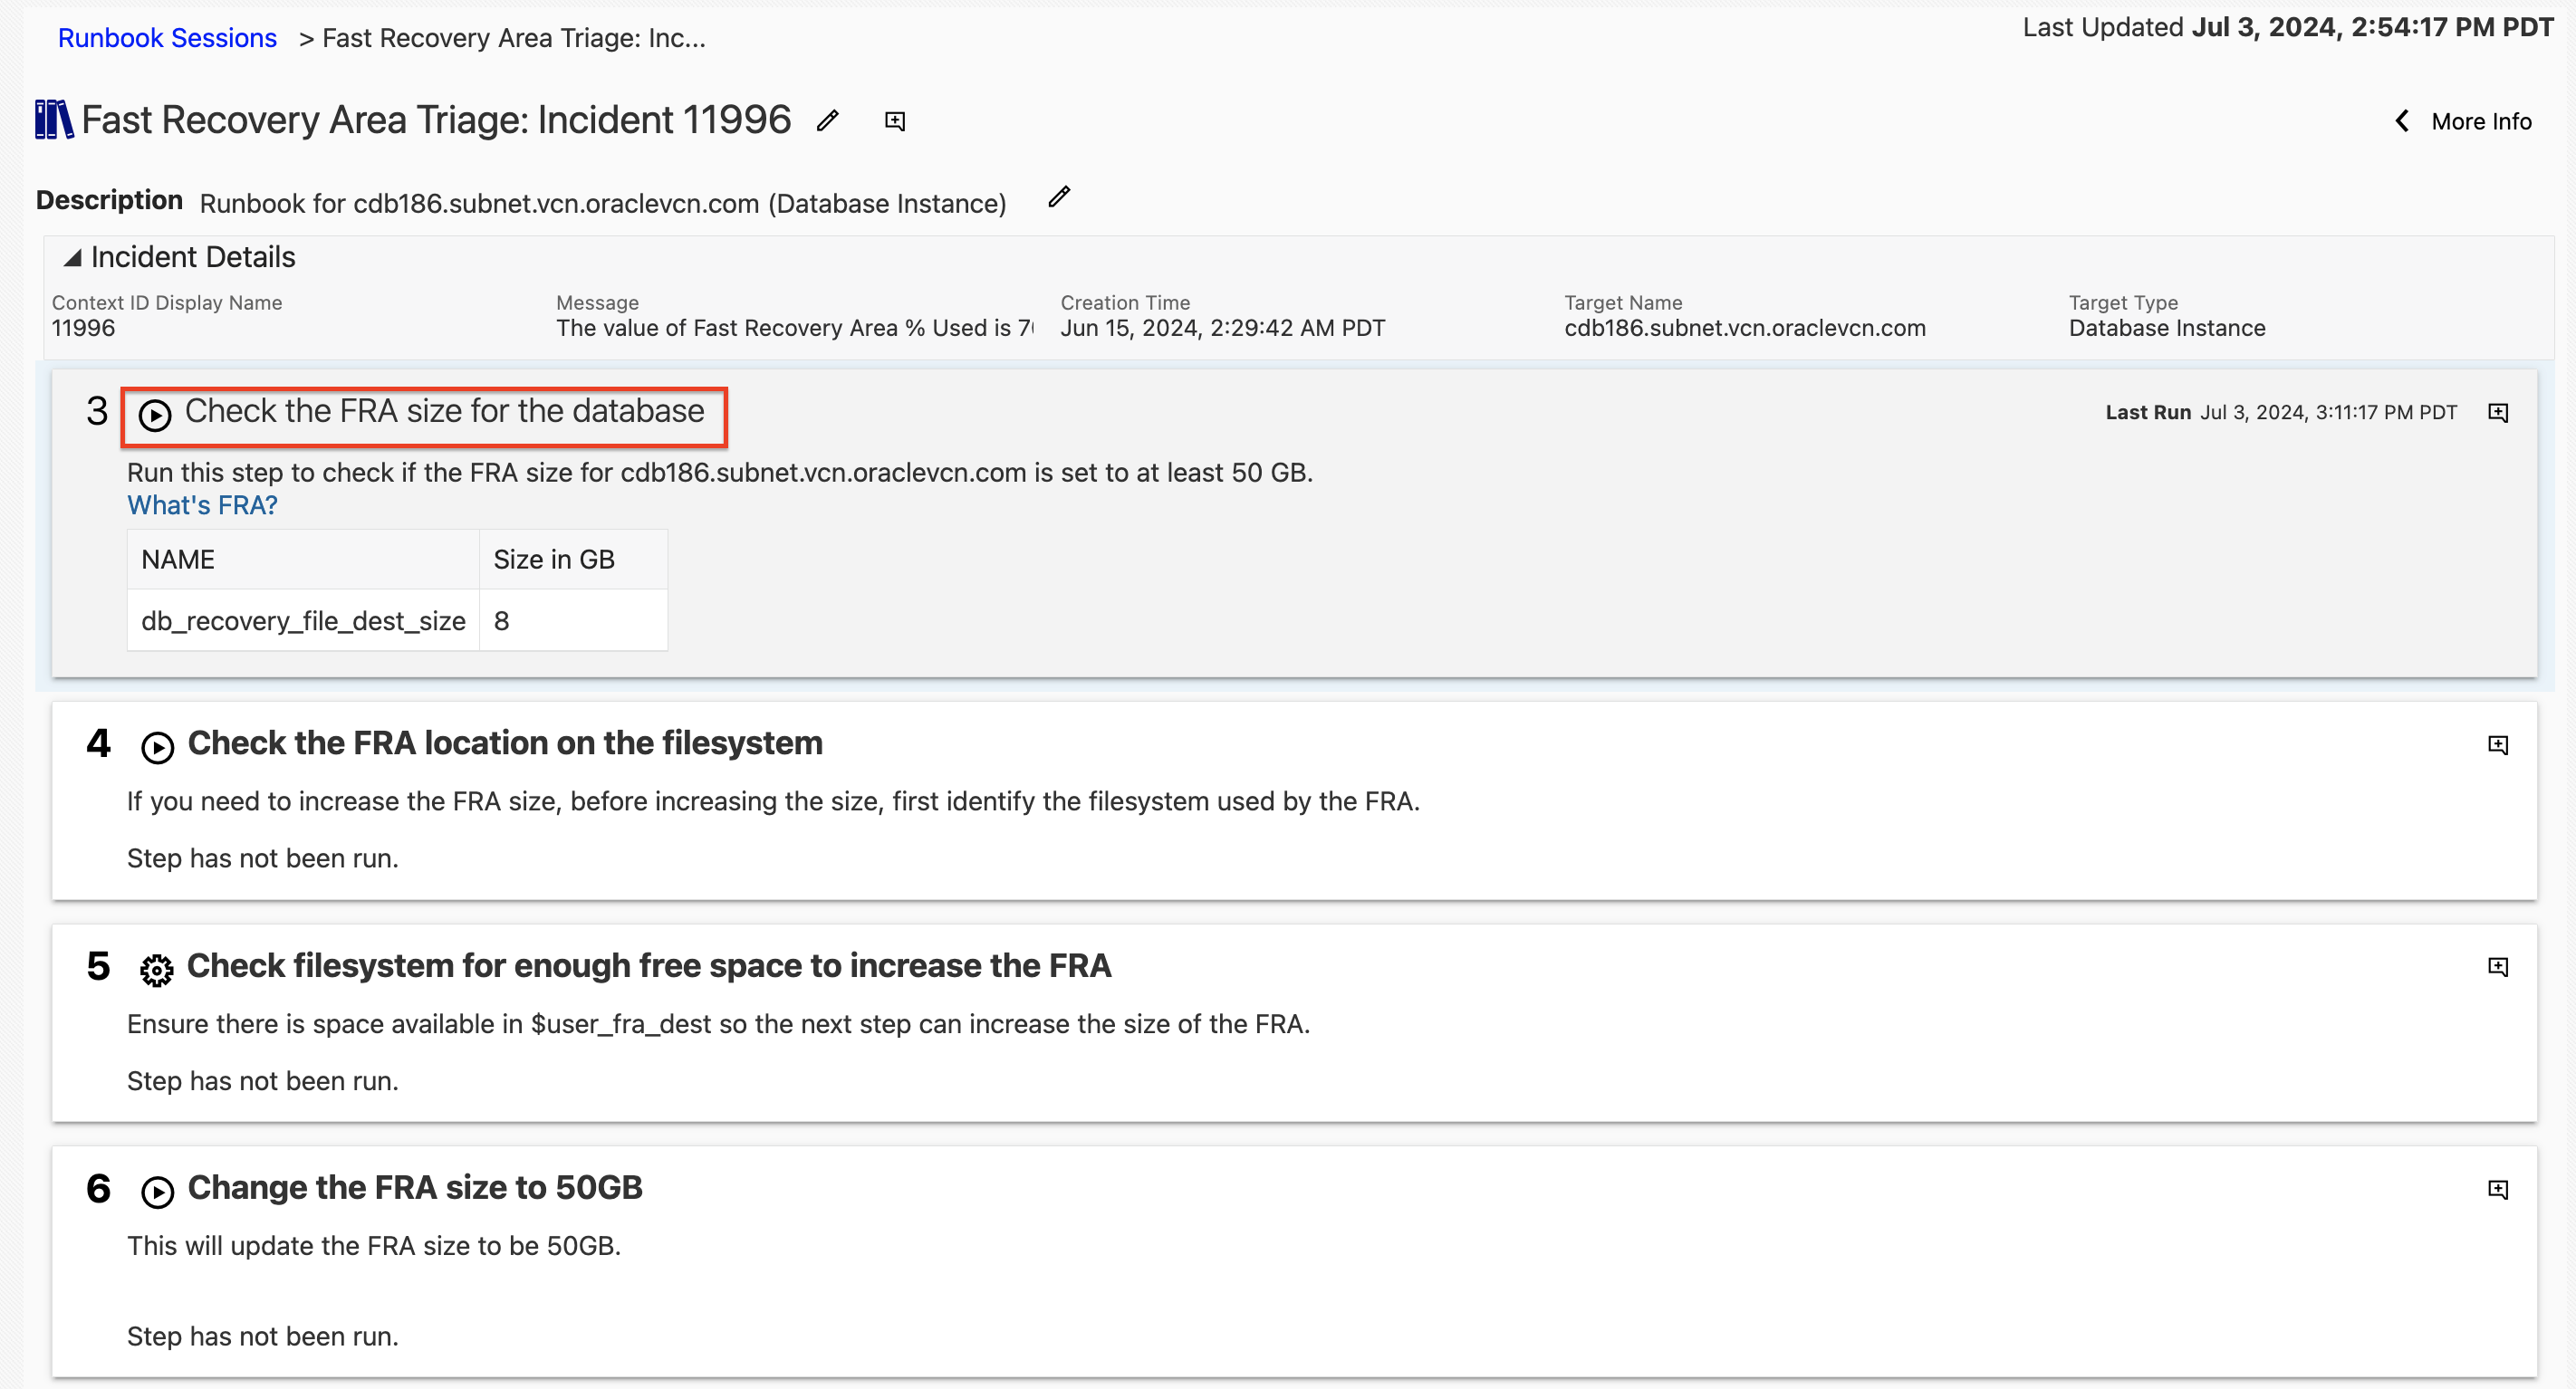 Runbook Sessions > Fast Recovery Area Triage: Inc...
Last Updated Jul 3, 2024, 2:54:17 PM PDT
Fast Recovery Area Triage: Incident 11996
More Info
Description Runbook for cdb186.subnet.vcn.oraclevcn.com (Database Instance)
Incident Details
Context ID Display Name
11996
Message
The value of Fast Recovery Area % Used is
Creation Time
Jun 15, 2024, 2:29:42 AM PDT
Target Name
cdb186.subnet.vcn.oraclevcn.com
Target Type
Database Instance
3 Check the FRA size for the database
Last Run Jul 3, 2024, 3:11:17 PM PDT
Run this step to check if the FRA size for cdb186.subnet.vcn.oraclevcn.com is set to at least 50 GB.
What's FRA?
NAME Size in GB
db_recovery_file_dest_size 8
4 Check the FRA location on the filesystem
If you need to increase the FRA size, before increasing the size, first identify the filesystem used by the FRA.
Step has not been run.
5 Check filesystem for enough free space to increase the FRA
Ensure there is space available in $user_fra_dest so the next step can increase the size of the FRA.
Step has not been run.
6 Change the FRA size to 50GB
This will update the FRA size to be 50GB.
Step has not been run.